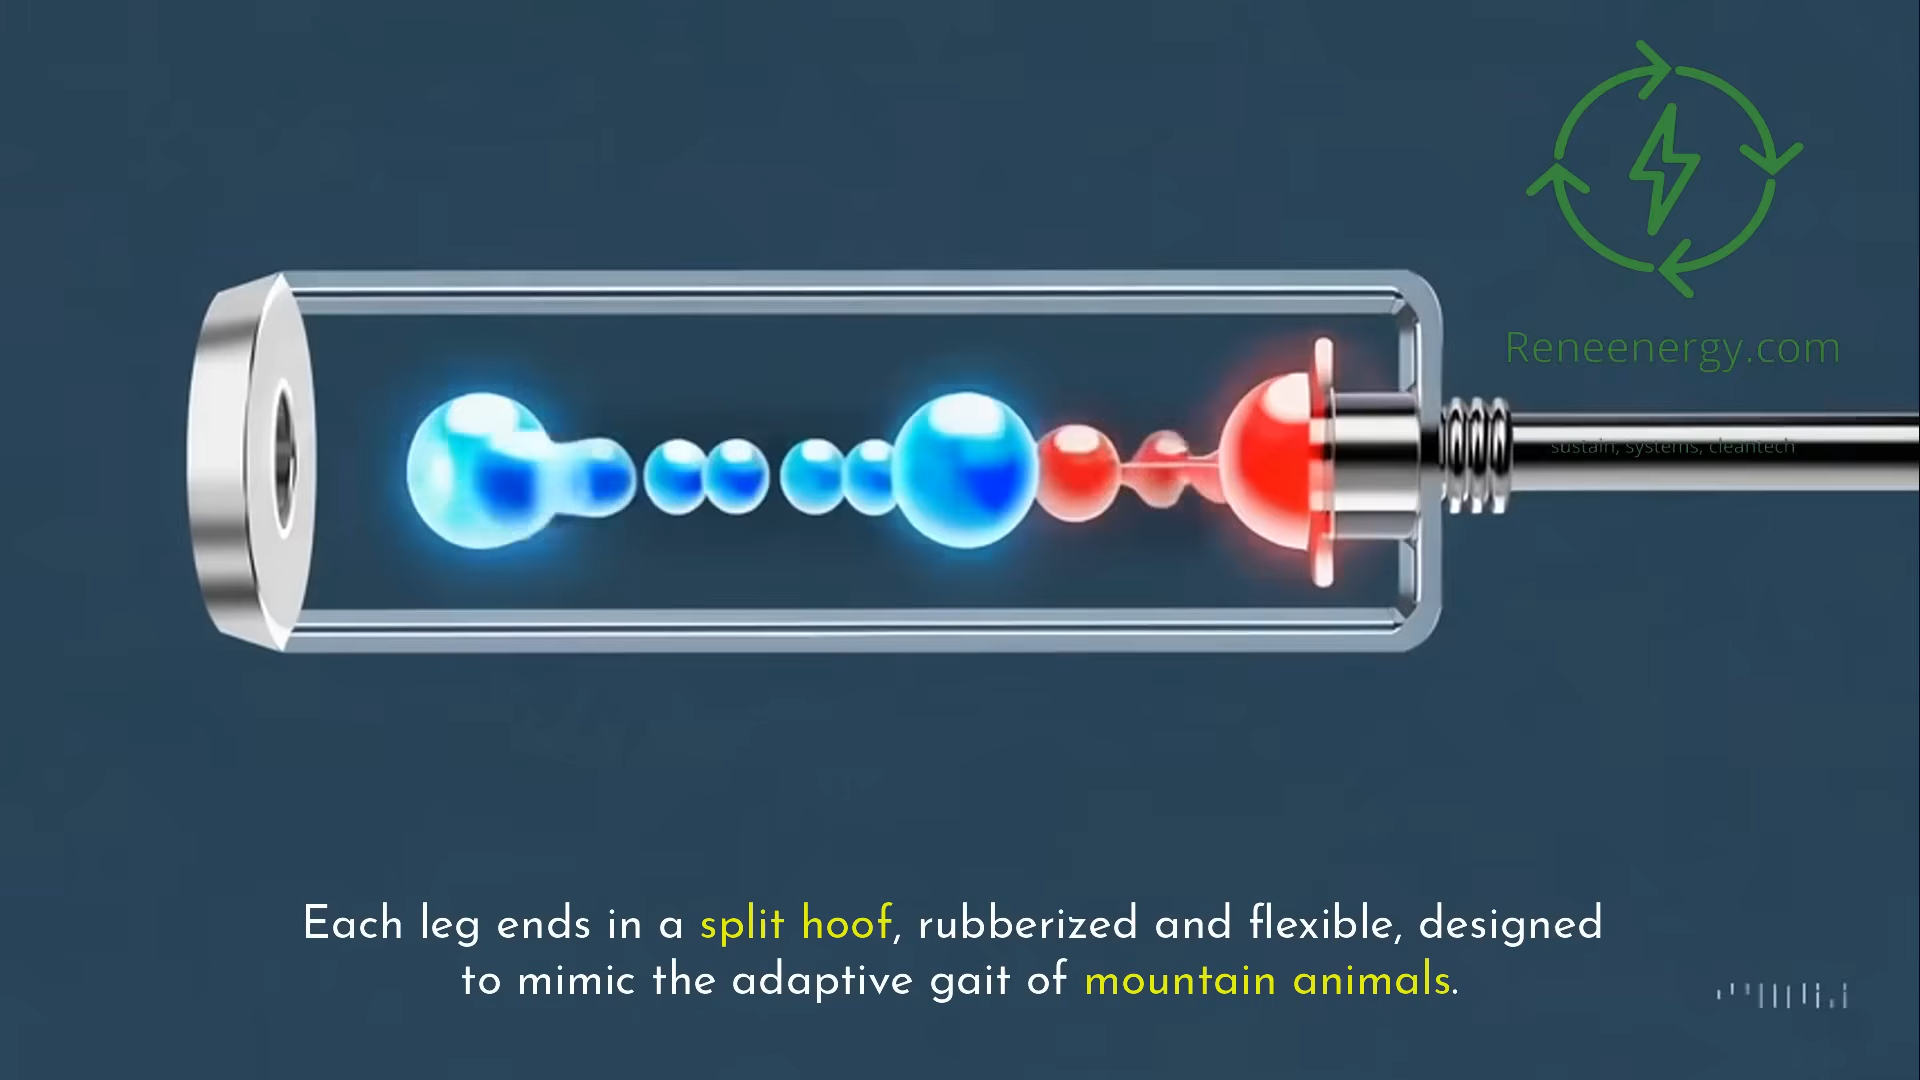 Reneenergy.com
sustain, systems, cleantech
Each leg ends in a split hoof, rubberized and flexible, designed
to mimic the adaptive gait of mountain animals.